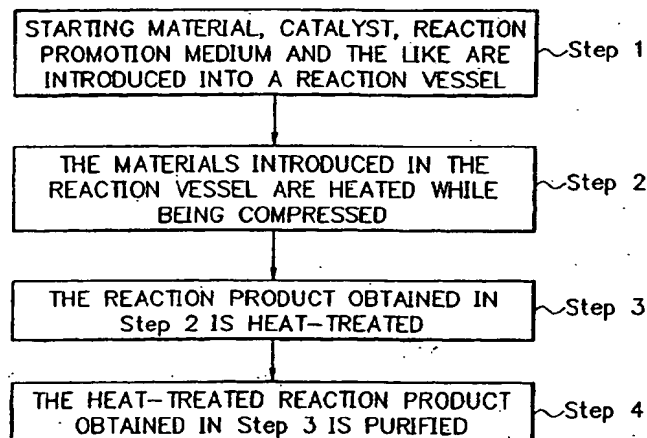 STARTING MATERIAL, CATALYST, REACTION
PROMOTION MEDIUM AND THE LIKE ARE
INTRODUCED INTO A REACTION VESSEL
Step 1
THE MATERIALS INTRODUCED IN THE
REACTION VESSEL ARE HEATED WHILE
BEING COMPRESSED
Step 2
THE REACTION PRODUCT OBTAINED IN
Step 2 IS HEAT-TREATED
Step 3
THE HEAT-TREATED REACTION PRODUCT
OBTAINED IN Step 3 IS PURIFIED
Step 4